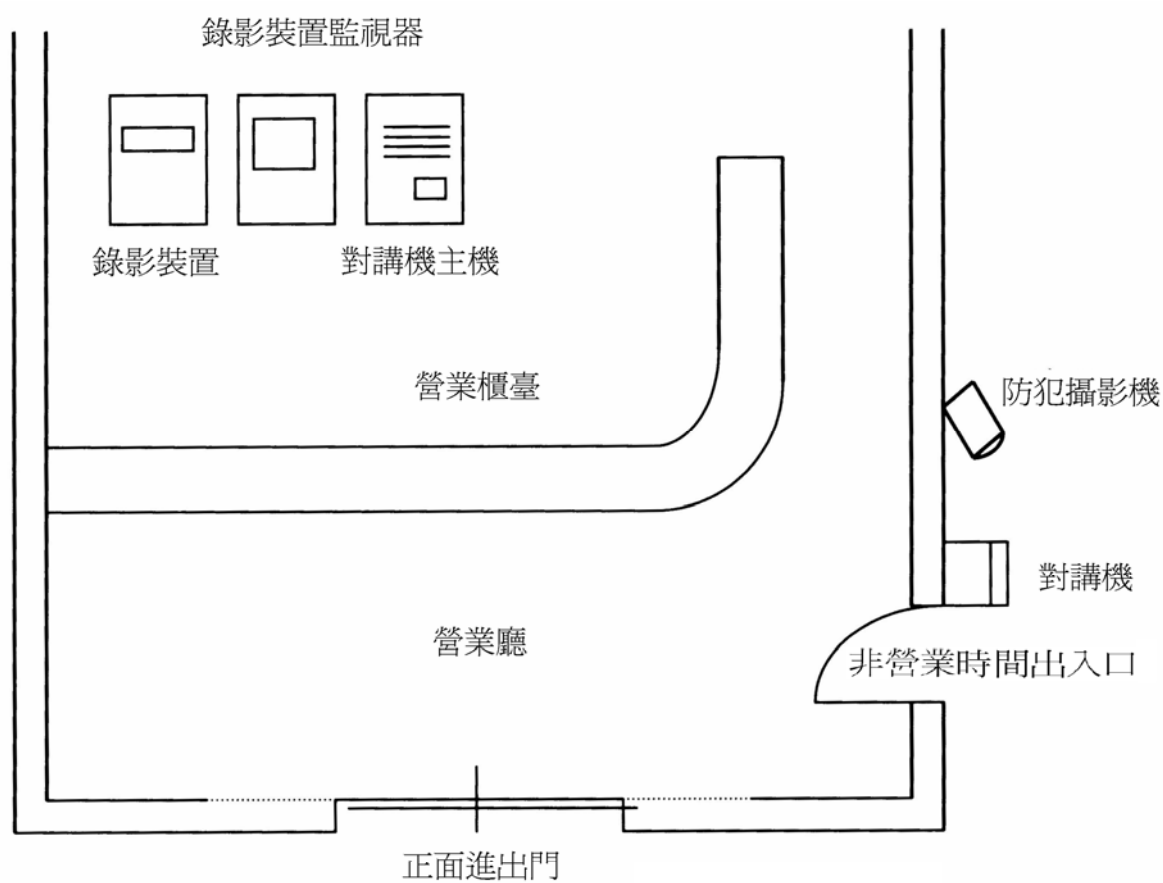 錄影裝置監視器
錄影裝置
對講機主機
營業櫃臺
防犯攝影機
對講機
營業廳
非營業時間出入口
正面進出門